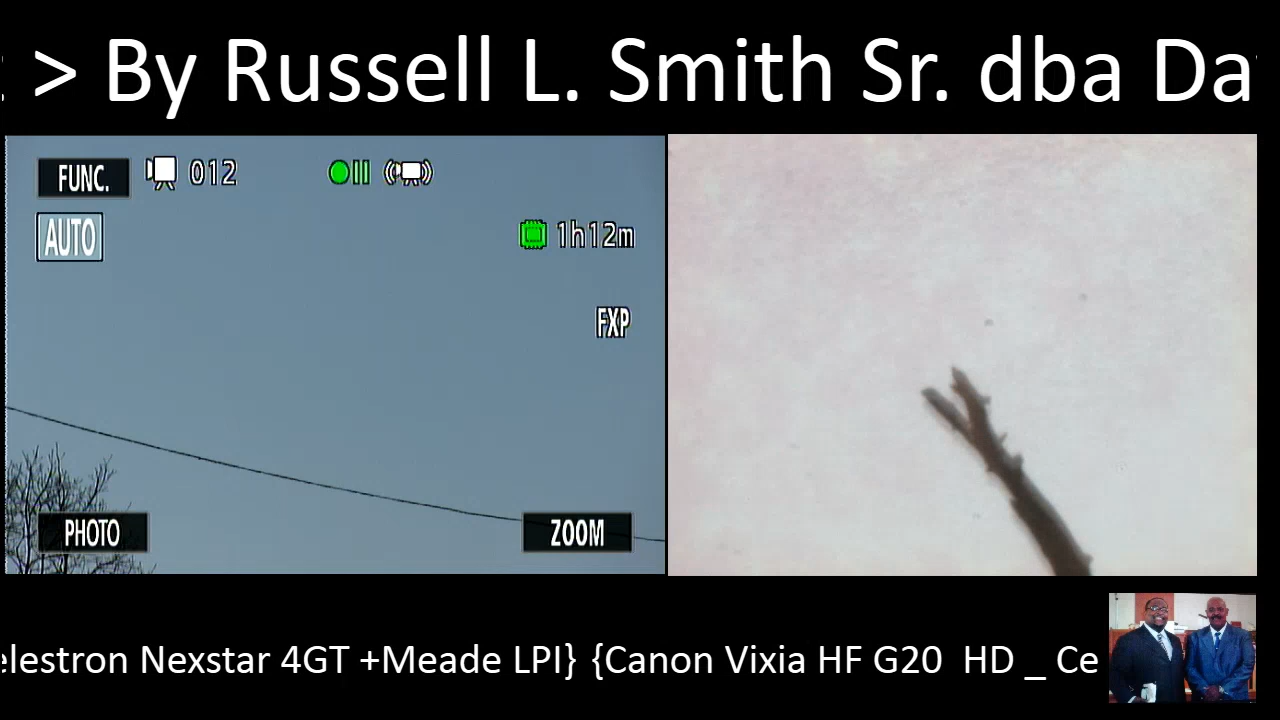 > By Russell L. Smith Sr. dba Da
FUNC. 012
AUTO
1h12m
FXP
PHOTO ZOOM
elestron Nexstar 4GT +Meade LPI} {Canon Vixia HF G20 HD _ Ce